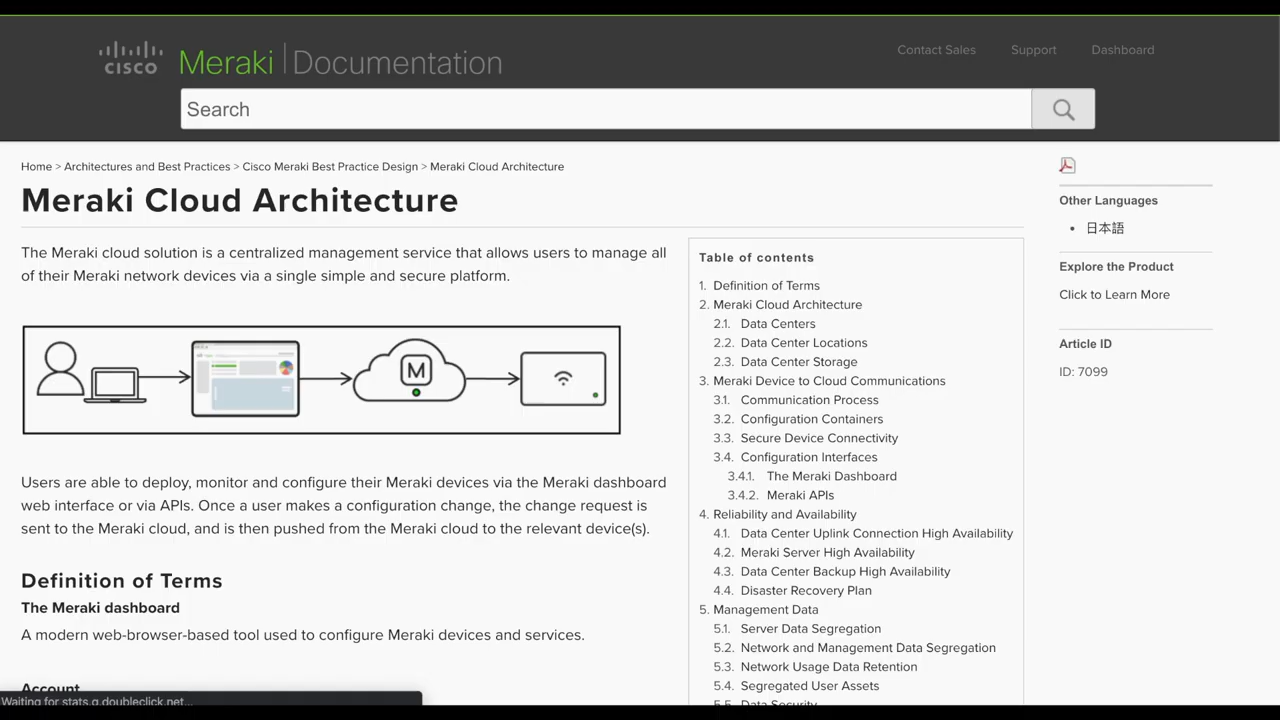 Contact Sales Support Dashboard
CISCO Meraki Documentation
Search
Home > Architectures and Best Practices > Cisco Meraki Best Practice Design > Meraki Cloud Architecture
Meraki Cloud Architecture
The Meraki cloud solution is a centralized management service that allows users to manage all
of their Meraki network devices via a single simple and secure platform.
M
Users are able to deploy, monitor and configure their Meraki devices via the Meraki dashboard
web interface or via APIs. Once a user makes a configuration change, the change request is
sent to the Meraki cloud, and is then pushed from the Meraki cloud to the relevant device(s).
Definition of Terms
The Meraki dashboard
A modern web-browser-based tool used to configure Meraki devices and services.
Account
Waiting for stats.g.doubleclick.net...
Table of contents
1. Definition of Terms
2. Meraki Cloud Architecture
2.1. Data Centers
2.2. Data Center Locations
2.3. Data Center Storage
3. Meraki Device to Cloud Communications
3.1. Communication Process
3.2. Configuration Containers
3.3. Secure Device Connectivity
3.4. Configuration Interfaces
3.4.1. The Meraki Dashboard
3.4.2. Meraki APIs
4. Reliability and Availability
4.1. Data Center Uplink Connection High Availability
4.2. Meraki Server High Availability
4.3. Data Center Backup High Availability
4.4. Disaster Recovery Plan
5. Management Data
5.1. Server Data Segregation
5.2. Network and Management Data Segregation
5.3. Network Usage Data Retention
5.4. Segregated User Assets
5.5. Data Security
Other Languages
• 日本語
Explore the Product
Click to Learn More
Article ID
ID: 7099